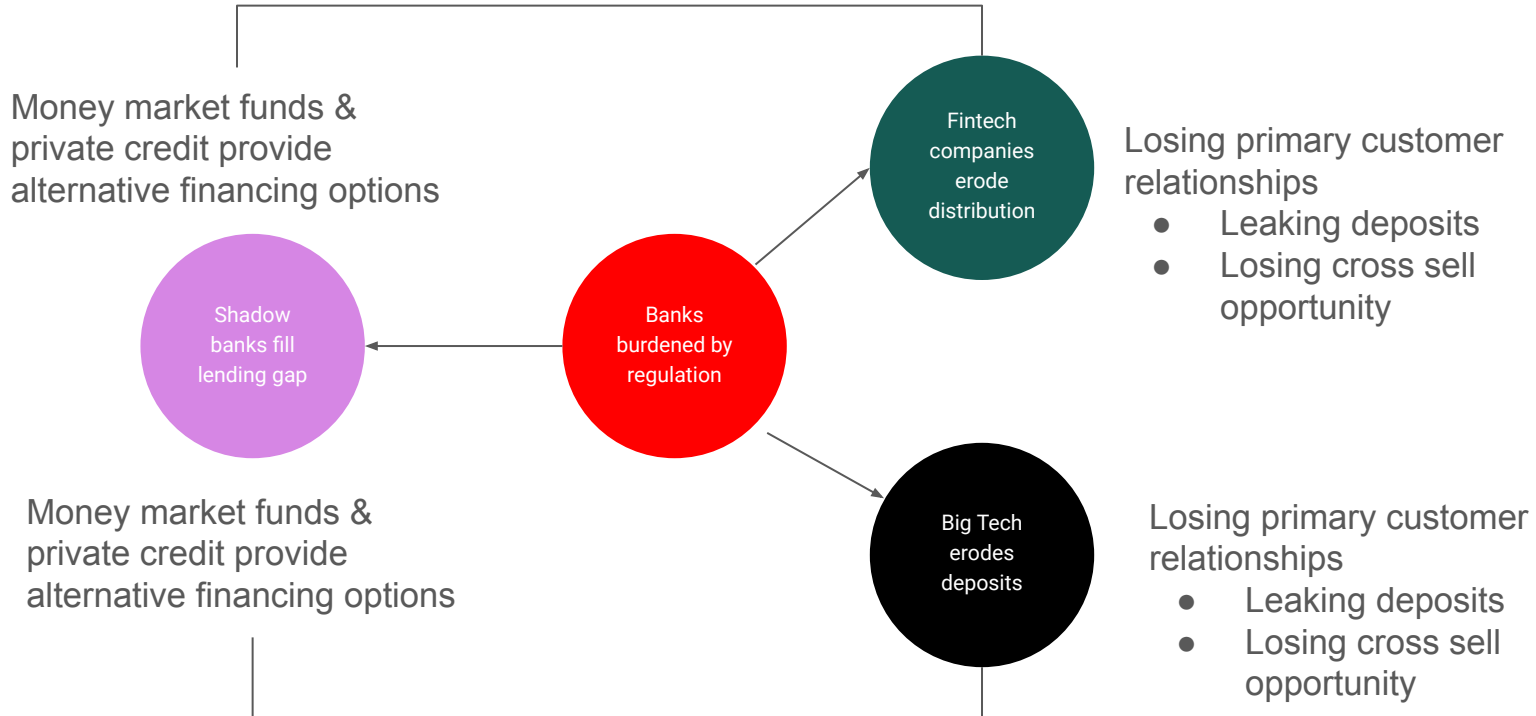 Money market funds &
private credit provide
alternative financing options
Fintech
companies
erode
distribution
Losing primary customer
relationships
● Leaking deposits
● Losing cross sell
opportunity
Shadow
banks fill
lending gap
Banks
burdened by
regulation
Money market funds &
private credit provide
alternative financing options
Big Tech
erodes
deposits
Losing primary customer
relationships
● Leaking deposits
● Losing cross sell
opportunity